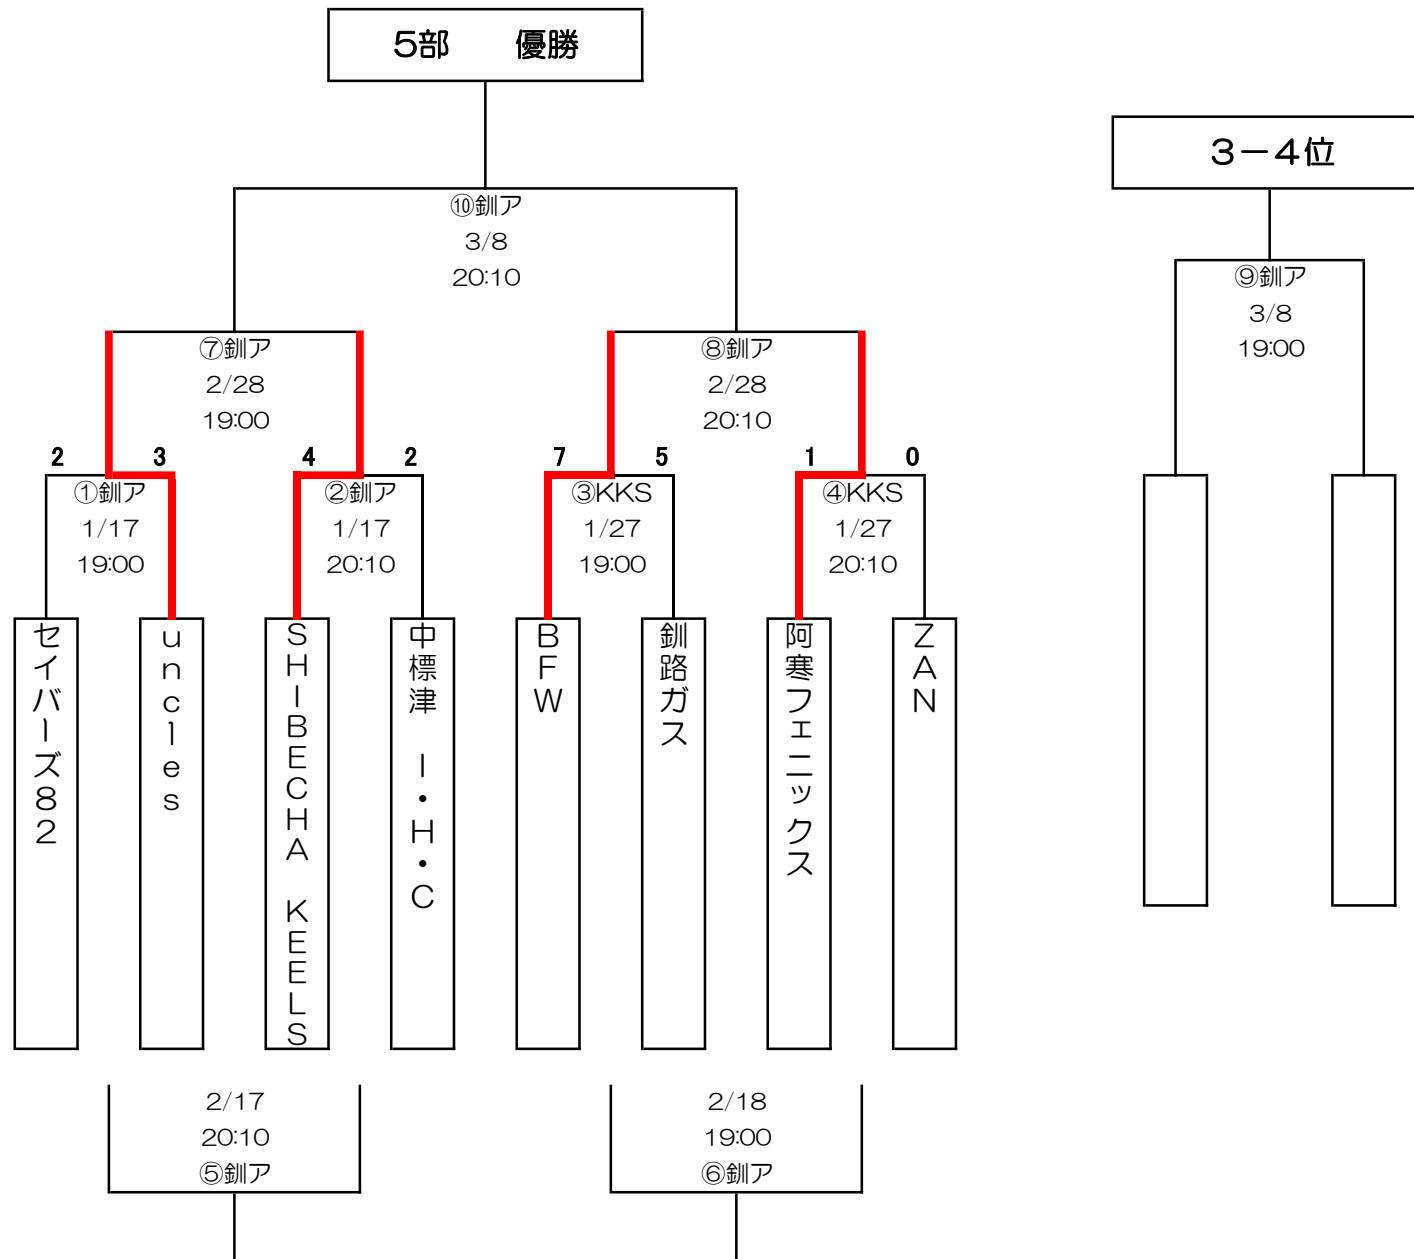 5部　　優勝
3－4位
⑩釧ア
3/8
20:10
⑨釧ア
3/8
19:00
⑦釧ア
2/28
19:00
⑧釧ア
2/28
20:10
2 3 4 2 7 5 1 0
①釧ア
1/17
19:00
②釧ア
1/17
20:10
③KKS
1/27
19:00
④KKS
1/27
20:10
セイバーズ82
uncles
SHIBECHA KEELS
中標津 I・H・C
BFW
釧路ガス
阿寒フェニックス
ZAN
2/17
20:10
⑤釧ア
2/18
19:00
⑥釧ア